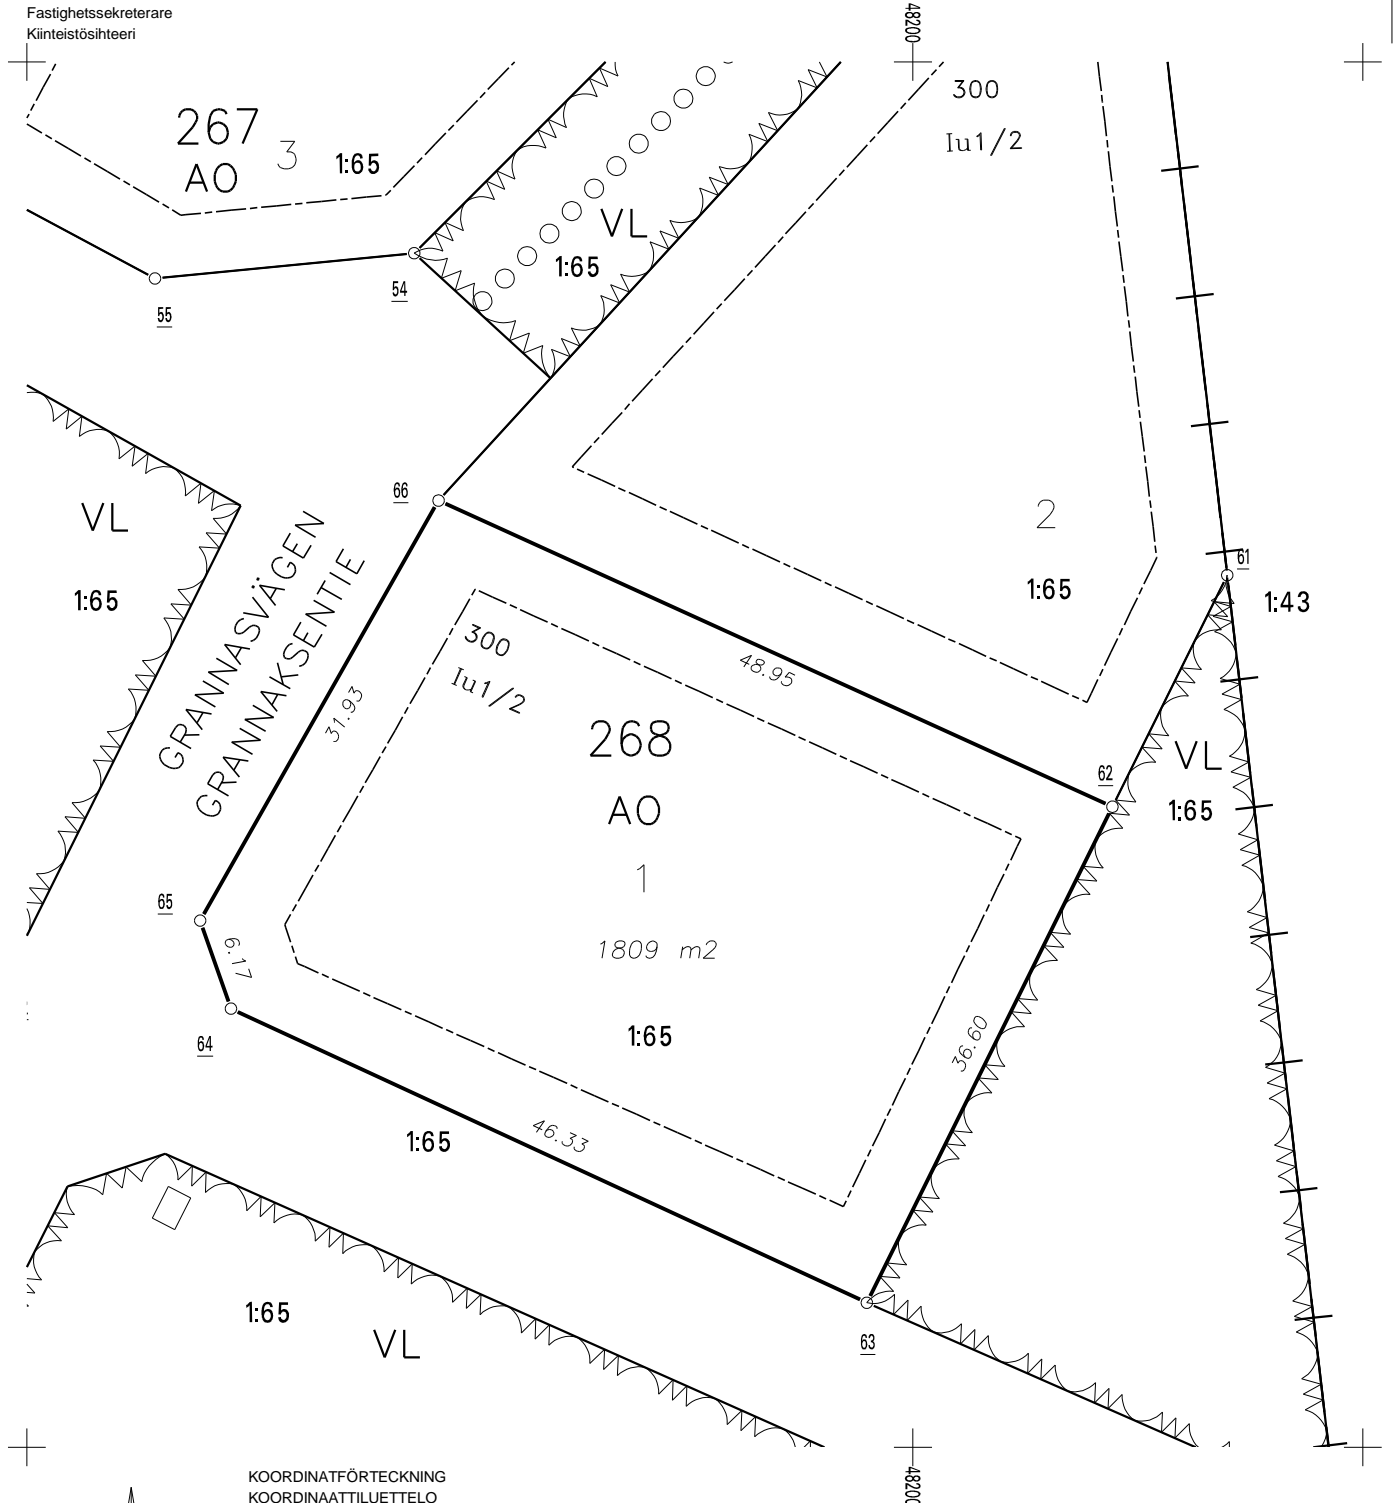 Fastighetssekreterare
Kiinteistösihteeri
48200
300
Iu1/2
267
3
AO
1:65
VL
1:65
54
55
66
VL
1:65
GRANNASVÄGEN
GRANNAKSENTIE
2
1:65
61
1:43
300
Iu1/2
48.95
31.93
268
AO
1
1809 m2
1:65
62
VL
1:65
65
6.17
64
36.60
46.33
1:65
63
1:65
VL
48200
KOORDINATFÖRTECKNING
KOORDINAATTILUETTELO